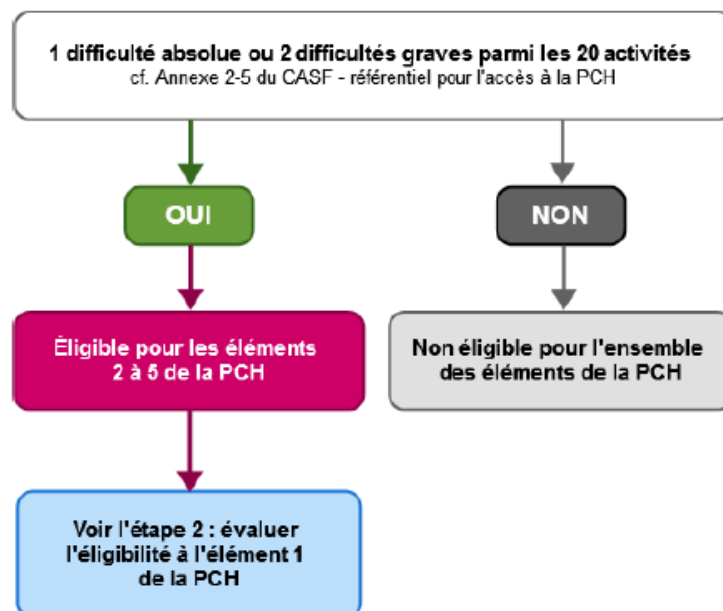 1 difficulté absolue ou 2 difficultés graves parmi les 20 activités
cf. Annexe 2-5 du CASF - référentiel pour l'accès à la PCH
OUI
NON
Éligible pour les éléments
2 à 5 de la PCH
Non éligible pour l'ensemble
des éléments de la PCH
Voir l'étape 2 : évaluer
l'éligibilité à l'élément 1
de la PCH